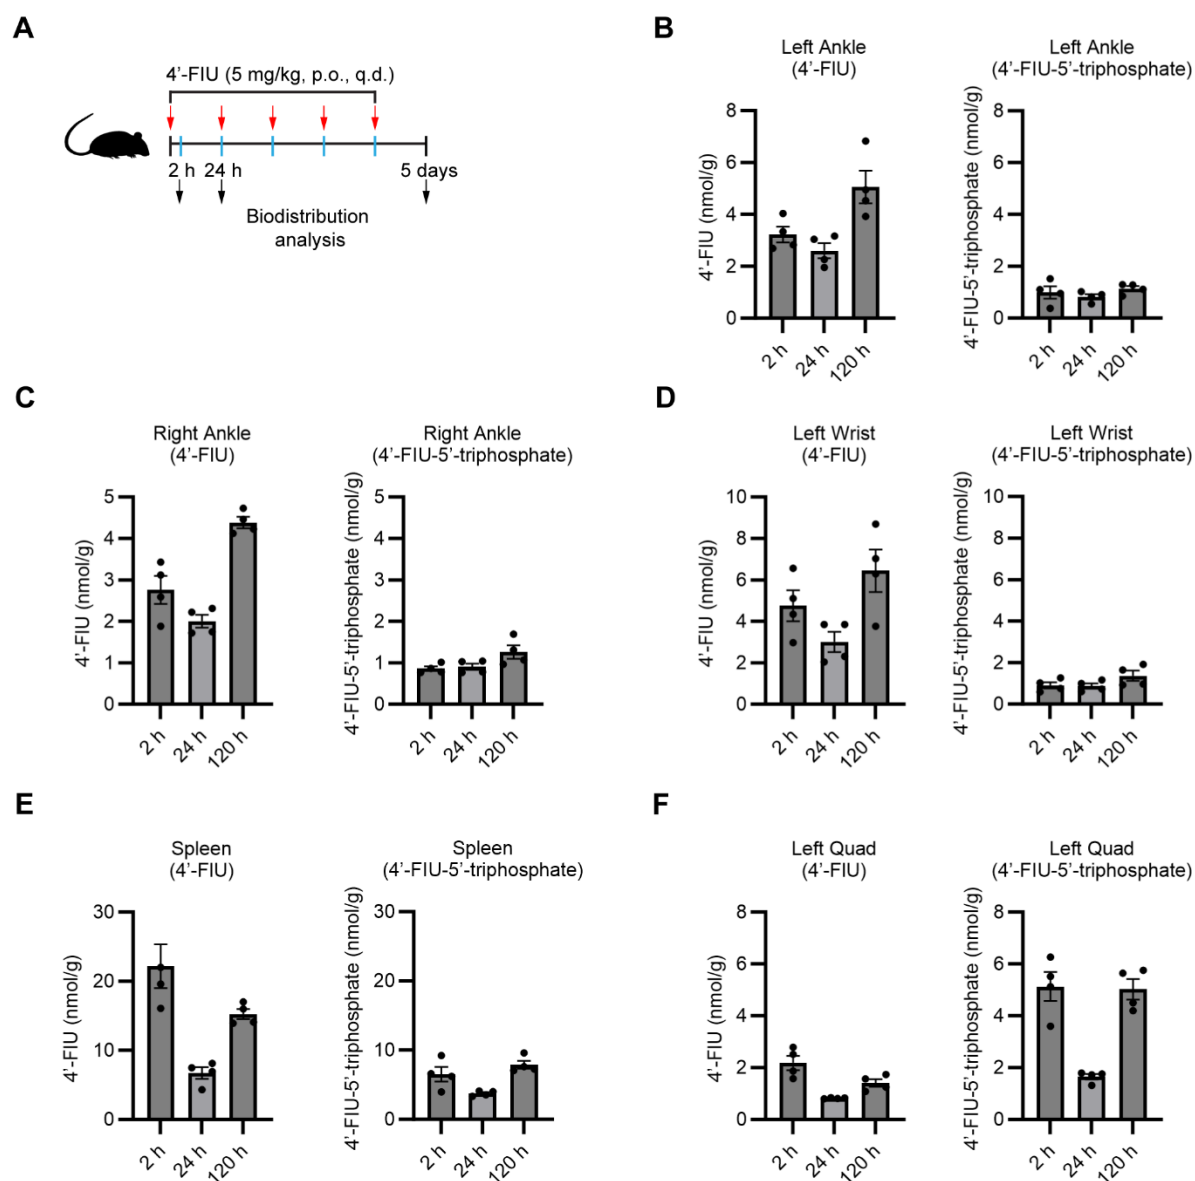 A
4'-FIU (5 mg/kg, p.o., q.d.)
2 h 24 h 5 days
Biodistribution
analysis
B
Left Ankle
(4'-FIU)
4'-FIU (nmol/g)
8
6
4
2
0
2 h
24 h
120 h
Left Ankle
(4'-FIU-5'-triphosphate)
4'-FIU-5'-triphosphate (nmol/g)
8
6
4
2
0
2 h
24 h
120 h
C
Right Ankle
(4'-FIU)
4'-FIU (nmol/g)
5
4
3
2
1
0
2 h
24 h
120 h
Right Ankle
(4'-FIU-5'-triphosphate)
4'-FIU-5'-triphosphate (nmol/g)
5
4
3
2
1
0
2 h
24 h
120 h
D
Left Wrist
(4'-FIU)
4'-FIU (nmol/g)
10
8
6
4
2
0
2 h
24 h
120 h
Left Wrist
(4'-FIU-5'-triphosphate)
4'-FIU-5'-triphosphate (nmol/g)
10
8
6
4
2
0
2 h
24 h
120 h
E
Spleen
(4'-FIU)
4'-FIU (nmol/g)
30
20
10
0
2 h
24 h
120 h
Spleen
(4'-FIU-5'-triphosphate)
4'-FIU-5'-triphosphate (nmol/g)
30
20
10
0
2 h
24 h
120 h
F
Left Quad
(4'-FIU)
4'-FIU (nmol/g)
8
6
4
2
0
2 h
24 h
120 h
Left Quad
(4'-FIU-5'-triphosphate)
4'-FIU-5'-triphosphate (nmol/g)
8
6
4
2
0
2 h
24 h
120 h